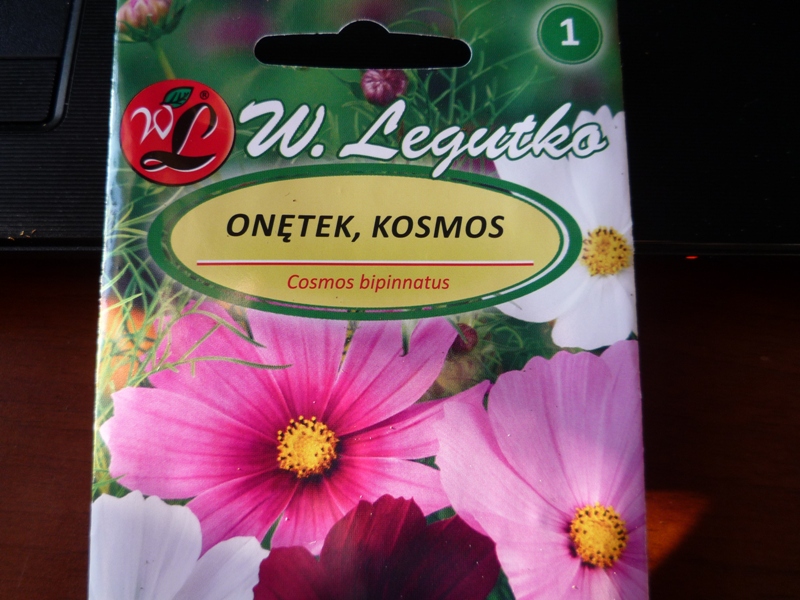 1
WL®
W. Legutko
ONĘTEK, KOSMOS
Cosmos bipinnatus